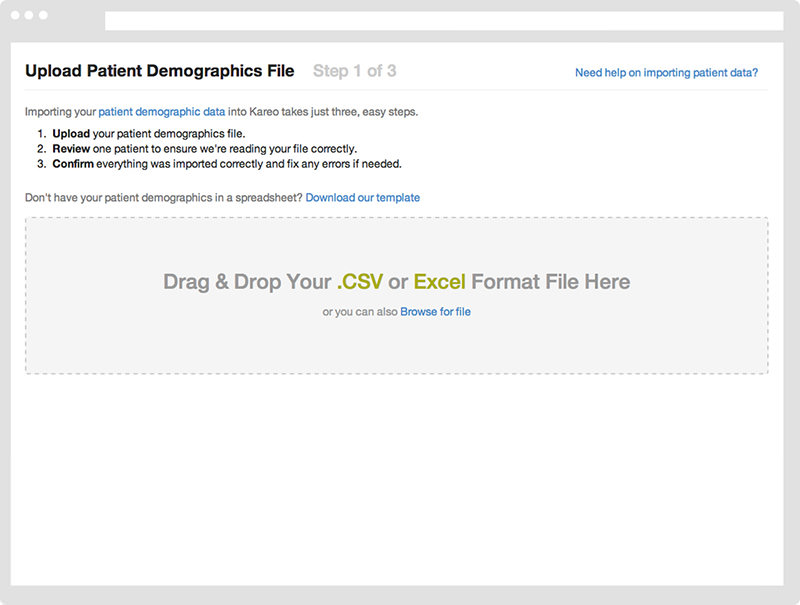 Upload Patient Demographics File Step 1 of 3
Need help on importing patient data?
Importing your patient demographic data into Kareo takes just three, easy steps.
1. Upload your patient demographics file.
2. Review one patient to ensure we're reading your file correctly.
3. Confirm everything was imported correctly and fix any errors if needed.
Don't have your patient demographics in a spreadsheet? Download our template
Drag & Drop Your .CSV or Excel Format File Here
or you can also Browse for file